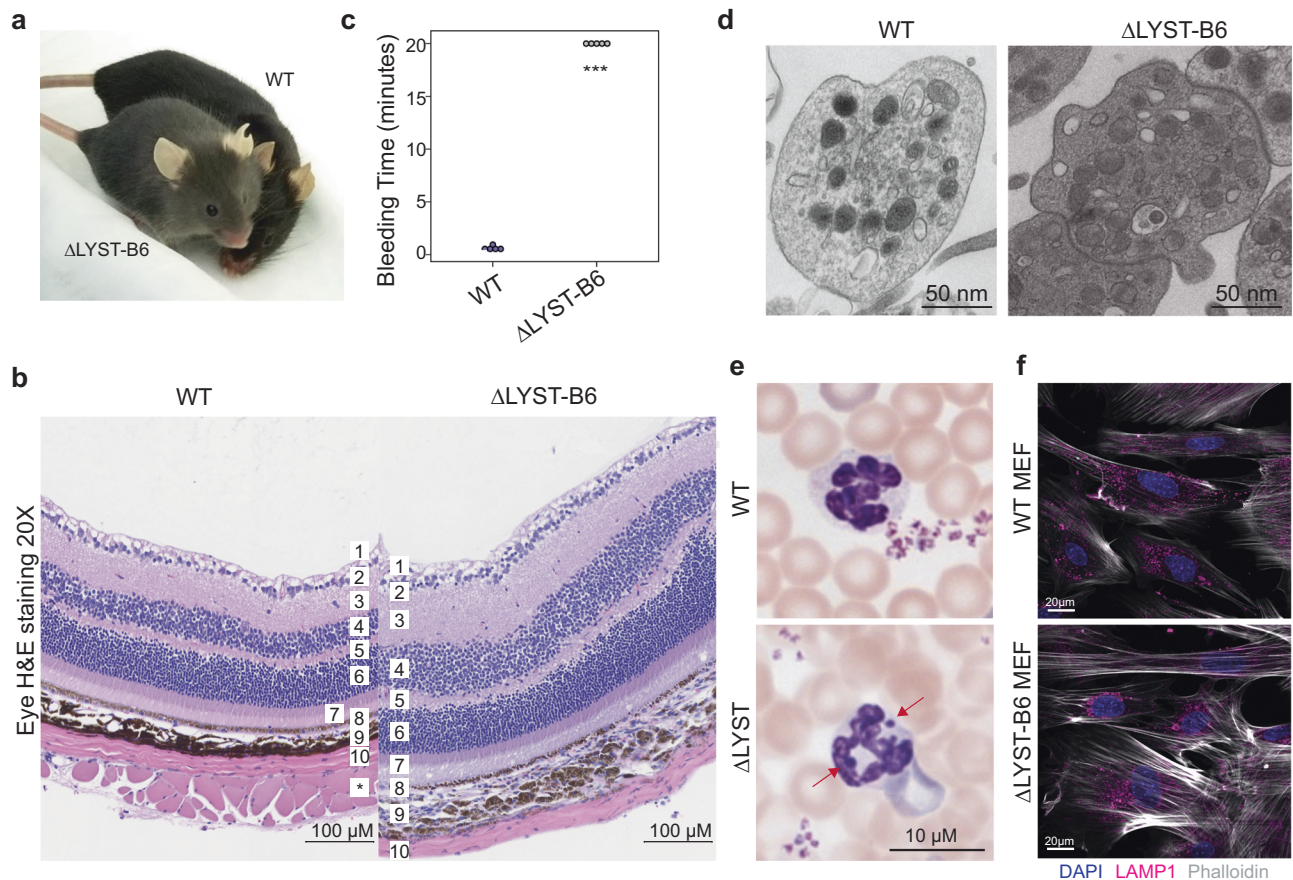 a
WT
ΔLYST-B6
c
Bleeding Time (minutes)
20
15
10
5
0
***
WT
ΔLYST-B6
d
WT
ΔLYST-B6
50 nm
50 nm
b
WT
ΔLYST-B6
Eye H&E staining 20X
1
2
3
4
5
6
7
8
9
10
*
1
2
3
4
5
6
7
8
9
10
100 µM
100 µM
e
WT
ΔLYST
10 µM
f
WT MEF
20µm
ΔLYST-B6 MEF
20µm
DAPI LAMP1 Phalloidin